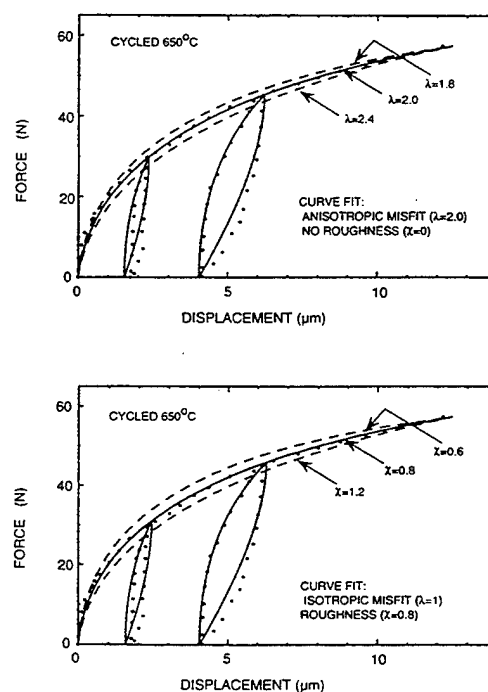 CYCLED 650°C
60
40
20
0
FORCE (N)
λ=1.8
λ=2.0
λ=2.4
CURVE FIT:
ANISOTROPIC MISFIT (λ=2.0)
NO ROUGHNESS (χ=0)
0 5 10
DISPLACEMENT (μm)
CYCLED 650°C
60
40
20
0
FORCE (N)
χ=0.6
χ=0.8
χ=1.2
CURVE FIT:
ISOTROPIC MISFIT (λ=1)
ROUGHNESS (χ=0.8)
0 5 10
DISPLACEMENT (μm)